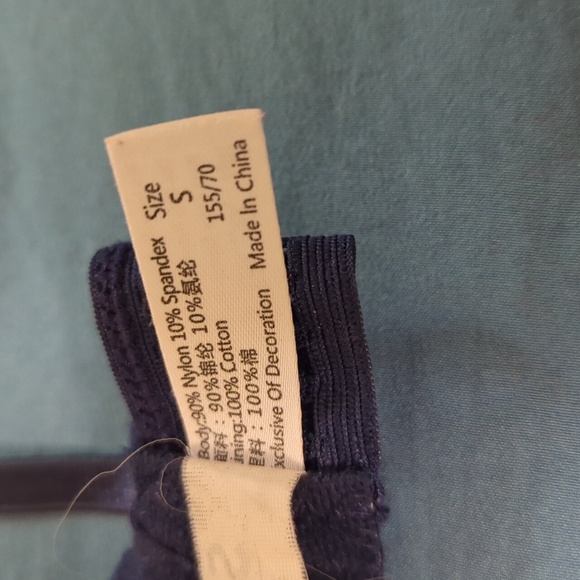 Body:90% Nylon 10% Spandex Size
面料：90%锦纶 10%氨纶 S
ining:100% Cotton 155/70
里料：100%棉
xclusive Of Decoration Made In China
S